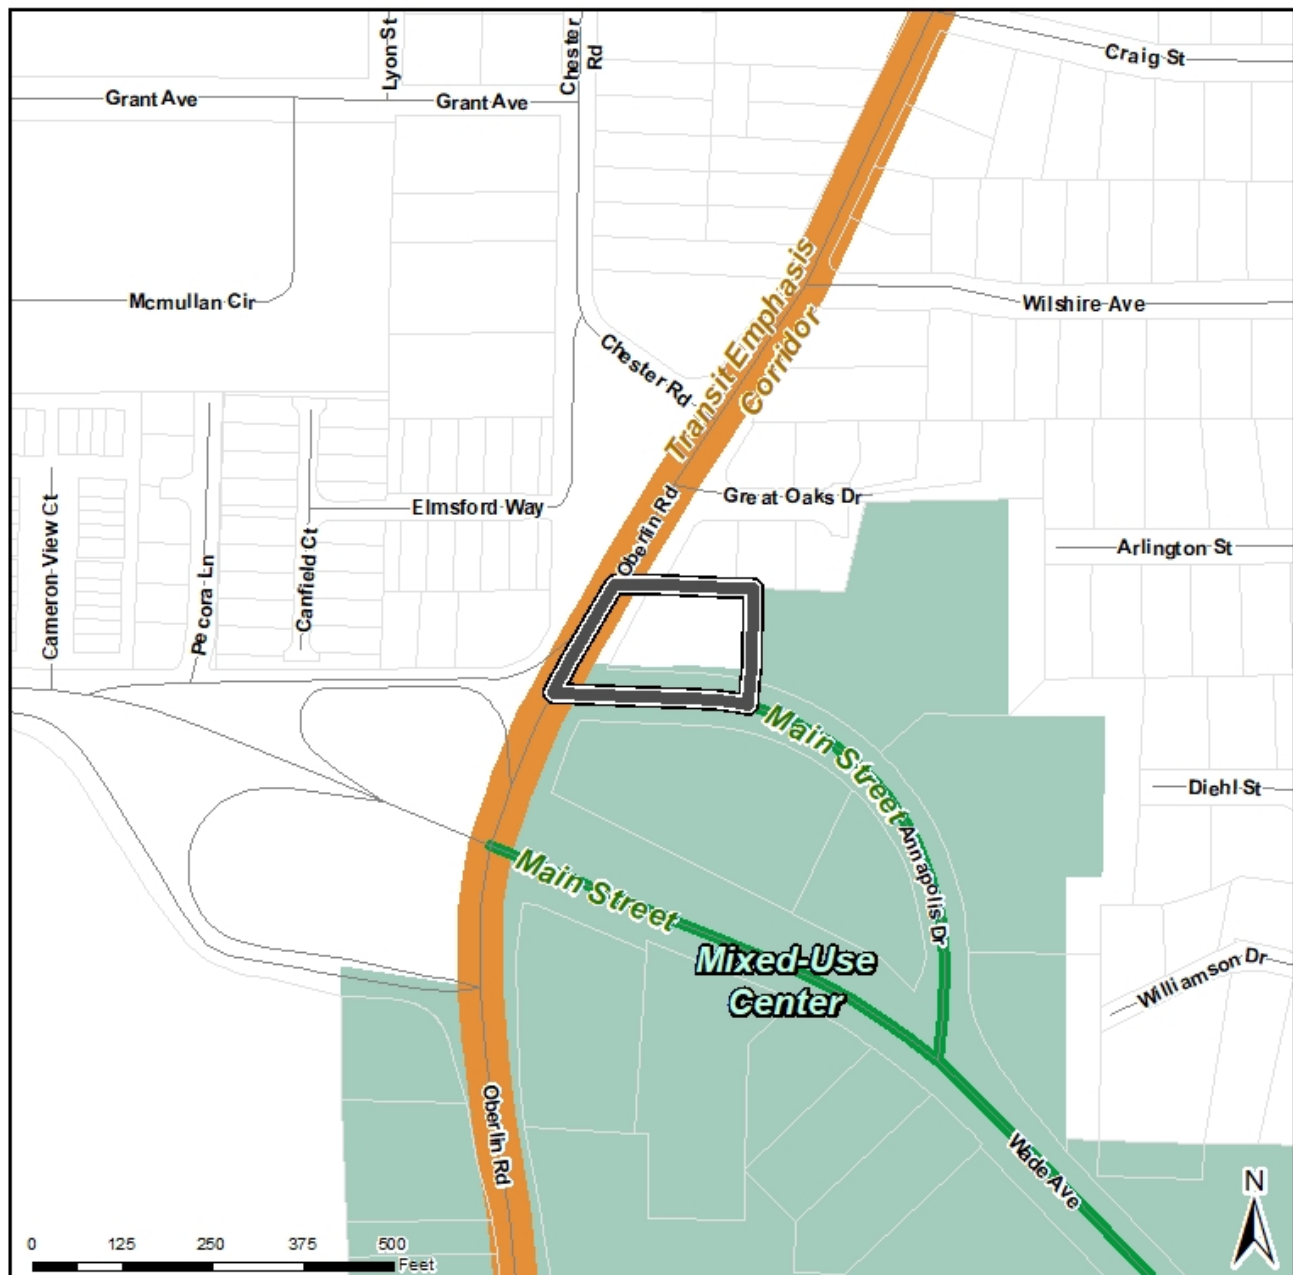 Lyon St
Chester
Rd
Craig St
Grant Ave
Grant Ave
Mcmullan Cir
Wilshire Ave
Transit Emphasis
Corridor
Chester Rd
Great Oaks Dr
Elmsford Way
Oberlin Rd
Arlington St
Cameron View Ct
Pecora Ln
Canfield Ct
Main Street
Diehl St
Annapolis Dr
Main Street
Mixed-Use
Center
Williamson Dr
Oberlin Rd
Wade Ave
N
0 125 250 375 500
Feet